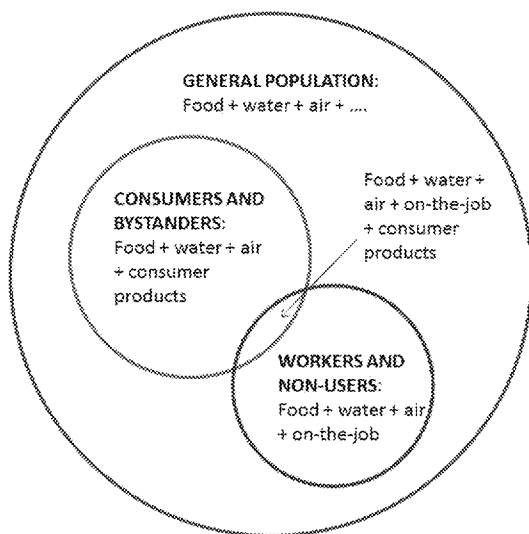 GENERAL POPULATION:
Food + water + air + ....
CONSUMERS AND
BYSTANDERS:
Food + water + air
+ consumer
products
Food + water +
air + on-the-job
+ consumer
products
WORKERS AND
NON-USERS:
Food + water + air
+ on-the-job